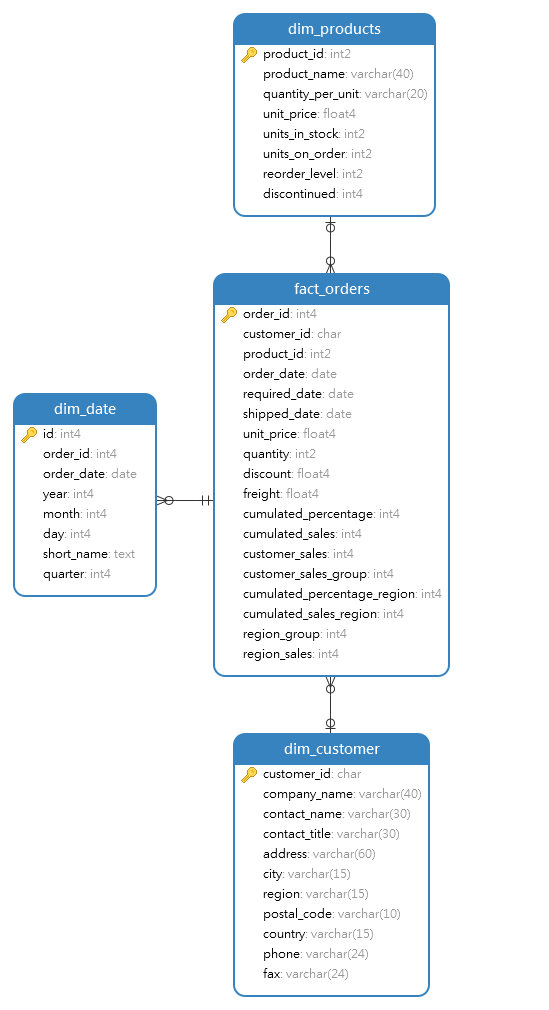 dim_products
product_id: int2
product_name: varchar(40)
quantity_per_unit: varchar(20)
unit_price: float4
units_in_stock: int2
units_on_order: int2
reorder_level: int2
discontinued: int4
fact_orders
order_id: int4
customer_id: char
product_id: int2
order_date: date
required_date: date
shipped_date: date
unit_price: float4
quantity: int2
discount: float4
freight: float4
cumulated_percentage: int4
cumulated_sales: int4
customer_sales: int4
customer_sales_group: int4
cumulated_percentage_region: int4
cumulated_sales_region: int4
region_group: int4
region_sales: int4
dim_date
id: int4
order_id: int4
order_date: date
year: int4
month: int4
day: int4
short_name: text
quarter: int4
dim_customer
customer_id: char
company_name: varchar(40)
contact_name: varchar(30)
contact_title: varchar(30)
address: varchar(60)
city: varchar(15)
region: varchar(15)
postal_code: varchar(10)
country: varchar(15)
phone: varchar(24)
fax: varchar(24)